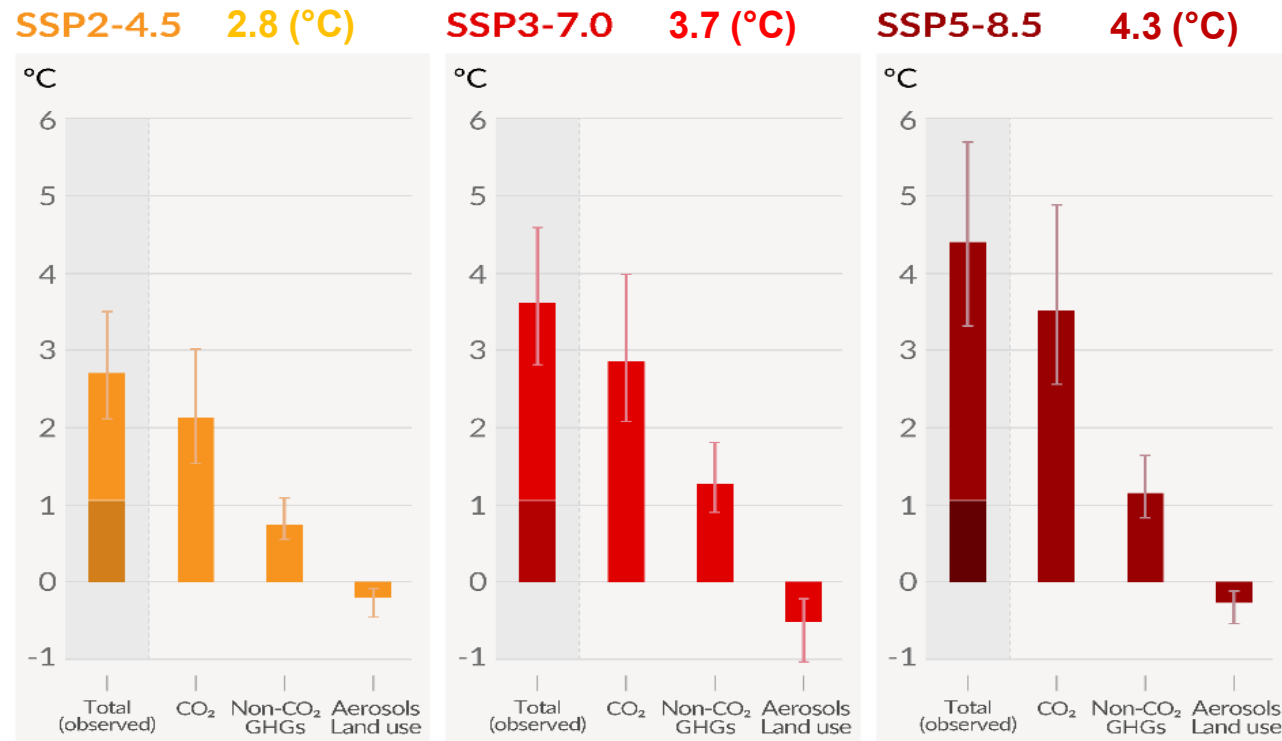 SSP2-4.5 2.8 (°C)
°C
6
5
4
3
2
1
0
-1
Total
(observed)
CO₂
Non-CO₂
GHGs
Aerosols
Land use
SSP3-7.0 3.7 (°C)
°C
6
5
4
3
2
1
0
-1
Total
(observed)
CO₂
Non-CO₂
GHGs
Aerosols
Land use
SSP5-8.5 4.3 (°C)
°C
6
5
4
3
2
1
0
-1
Total
(observed)
CO₂
Non-CO₂
GHGs
Aerosols
Land use